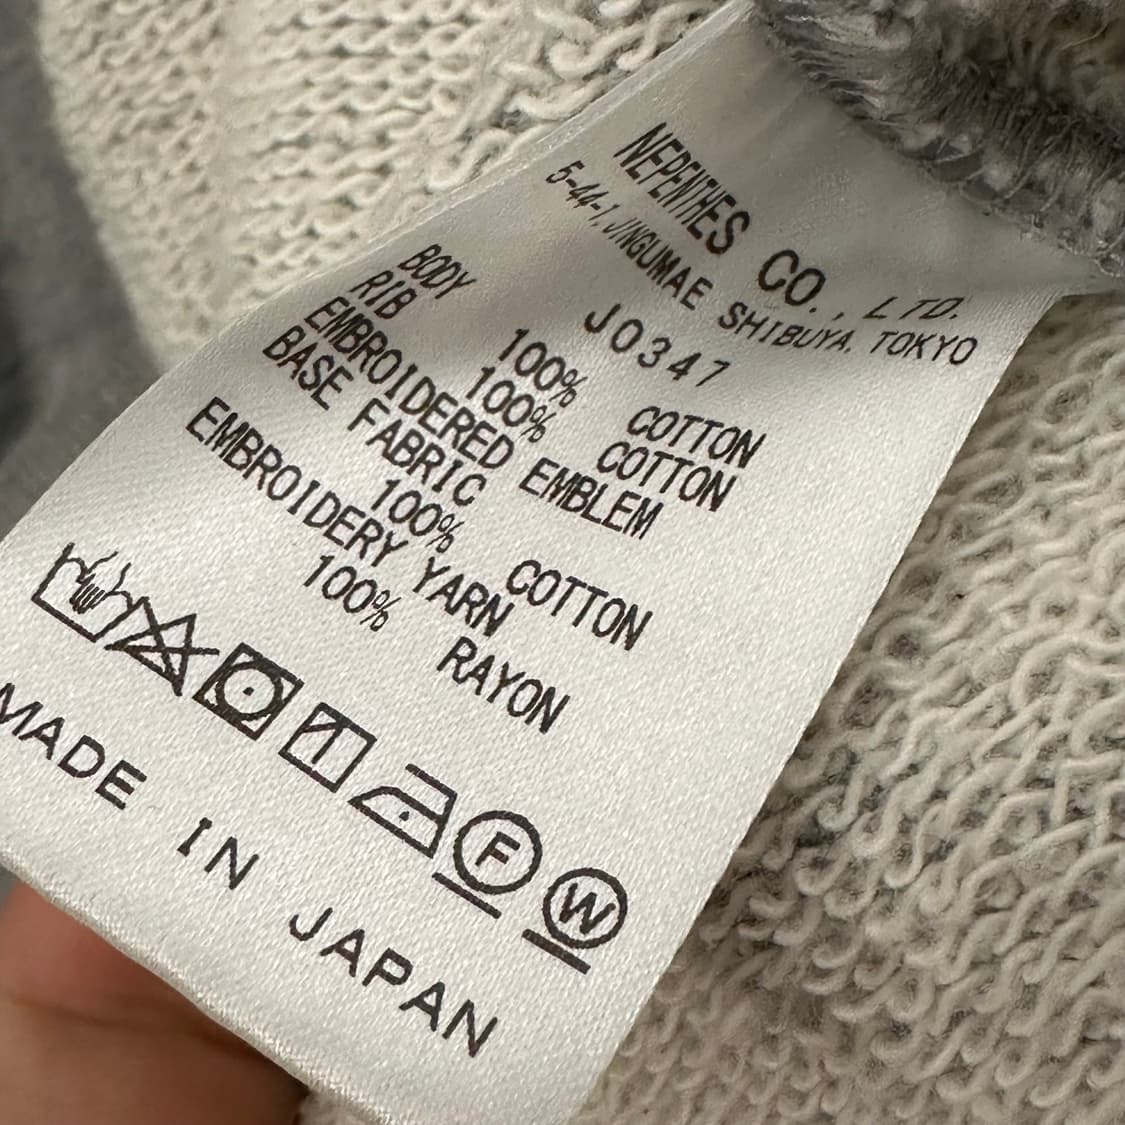 NEPENTHES CO., LTD.
5-44-1, JINGUMAE SHIBUYA, TOKYO
J0347
BODY 100% COTTON
RIB 100% COTTON
EMBROIDERED EMBLEM
BASE FABRIC
100% COTTON
EMBROIDERY YARN
100% RAYON
F W
MADE IN JAPAN